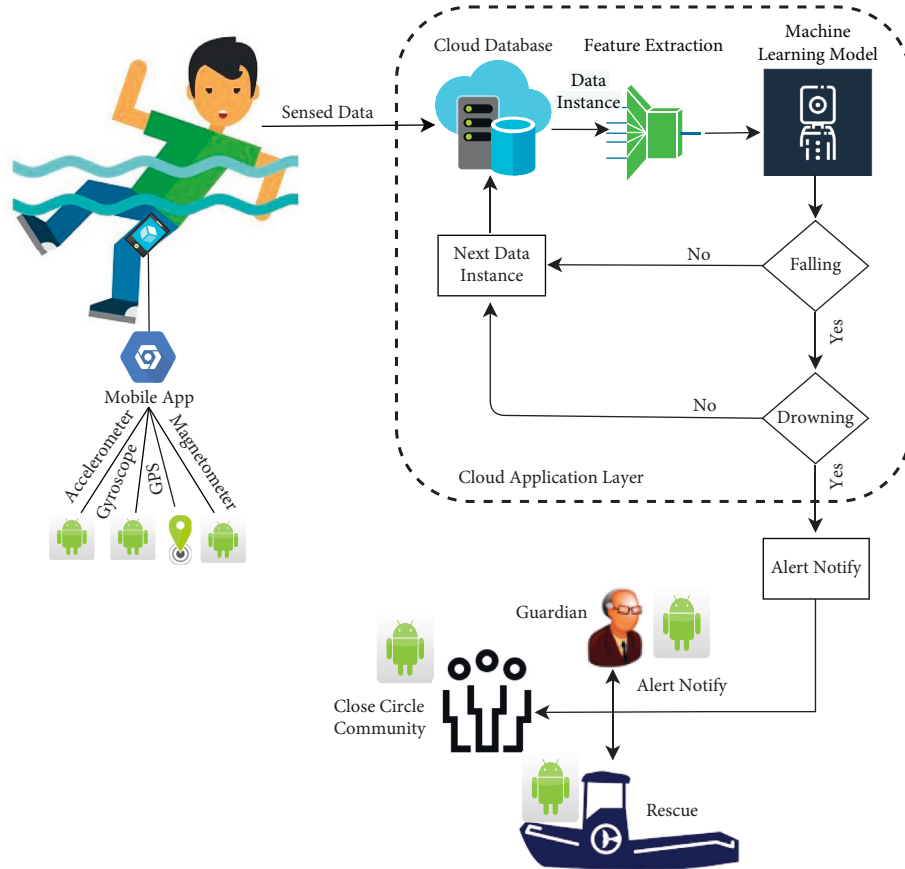 Cloud Database
Feature Extraction
Machine
Learning Model
Sensed Data
Data
Instance
Next Data
Instance
No
Falling
Yes
No
Drowning
Yes
Cloud Application Layer
Mobile App
Accelerometer
Gyroscope
GPS
Magnetometer
Alert Notify
Guardian
Alert Notify
Close Circle
Community
Rescue